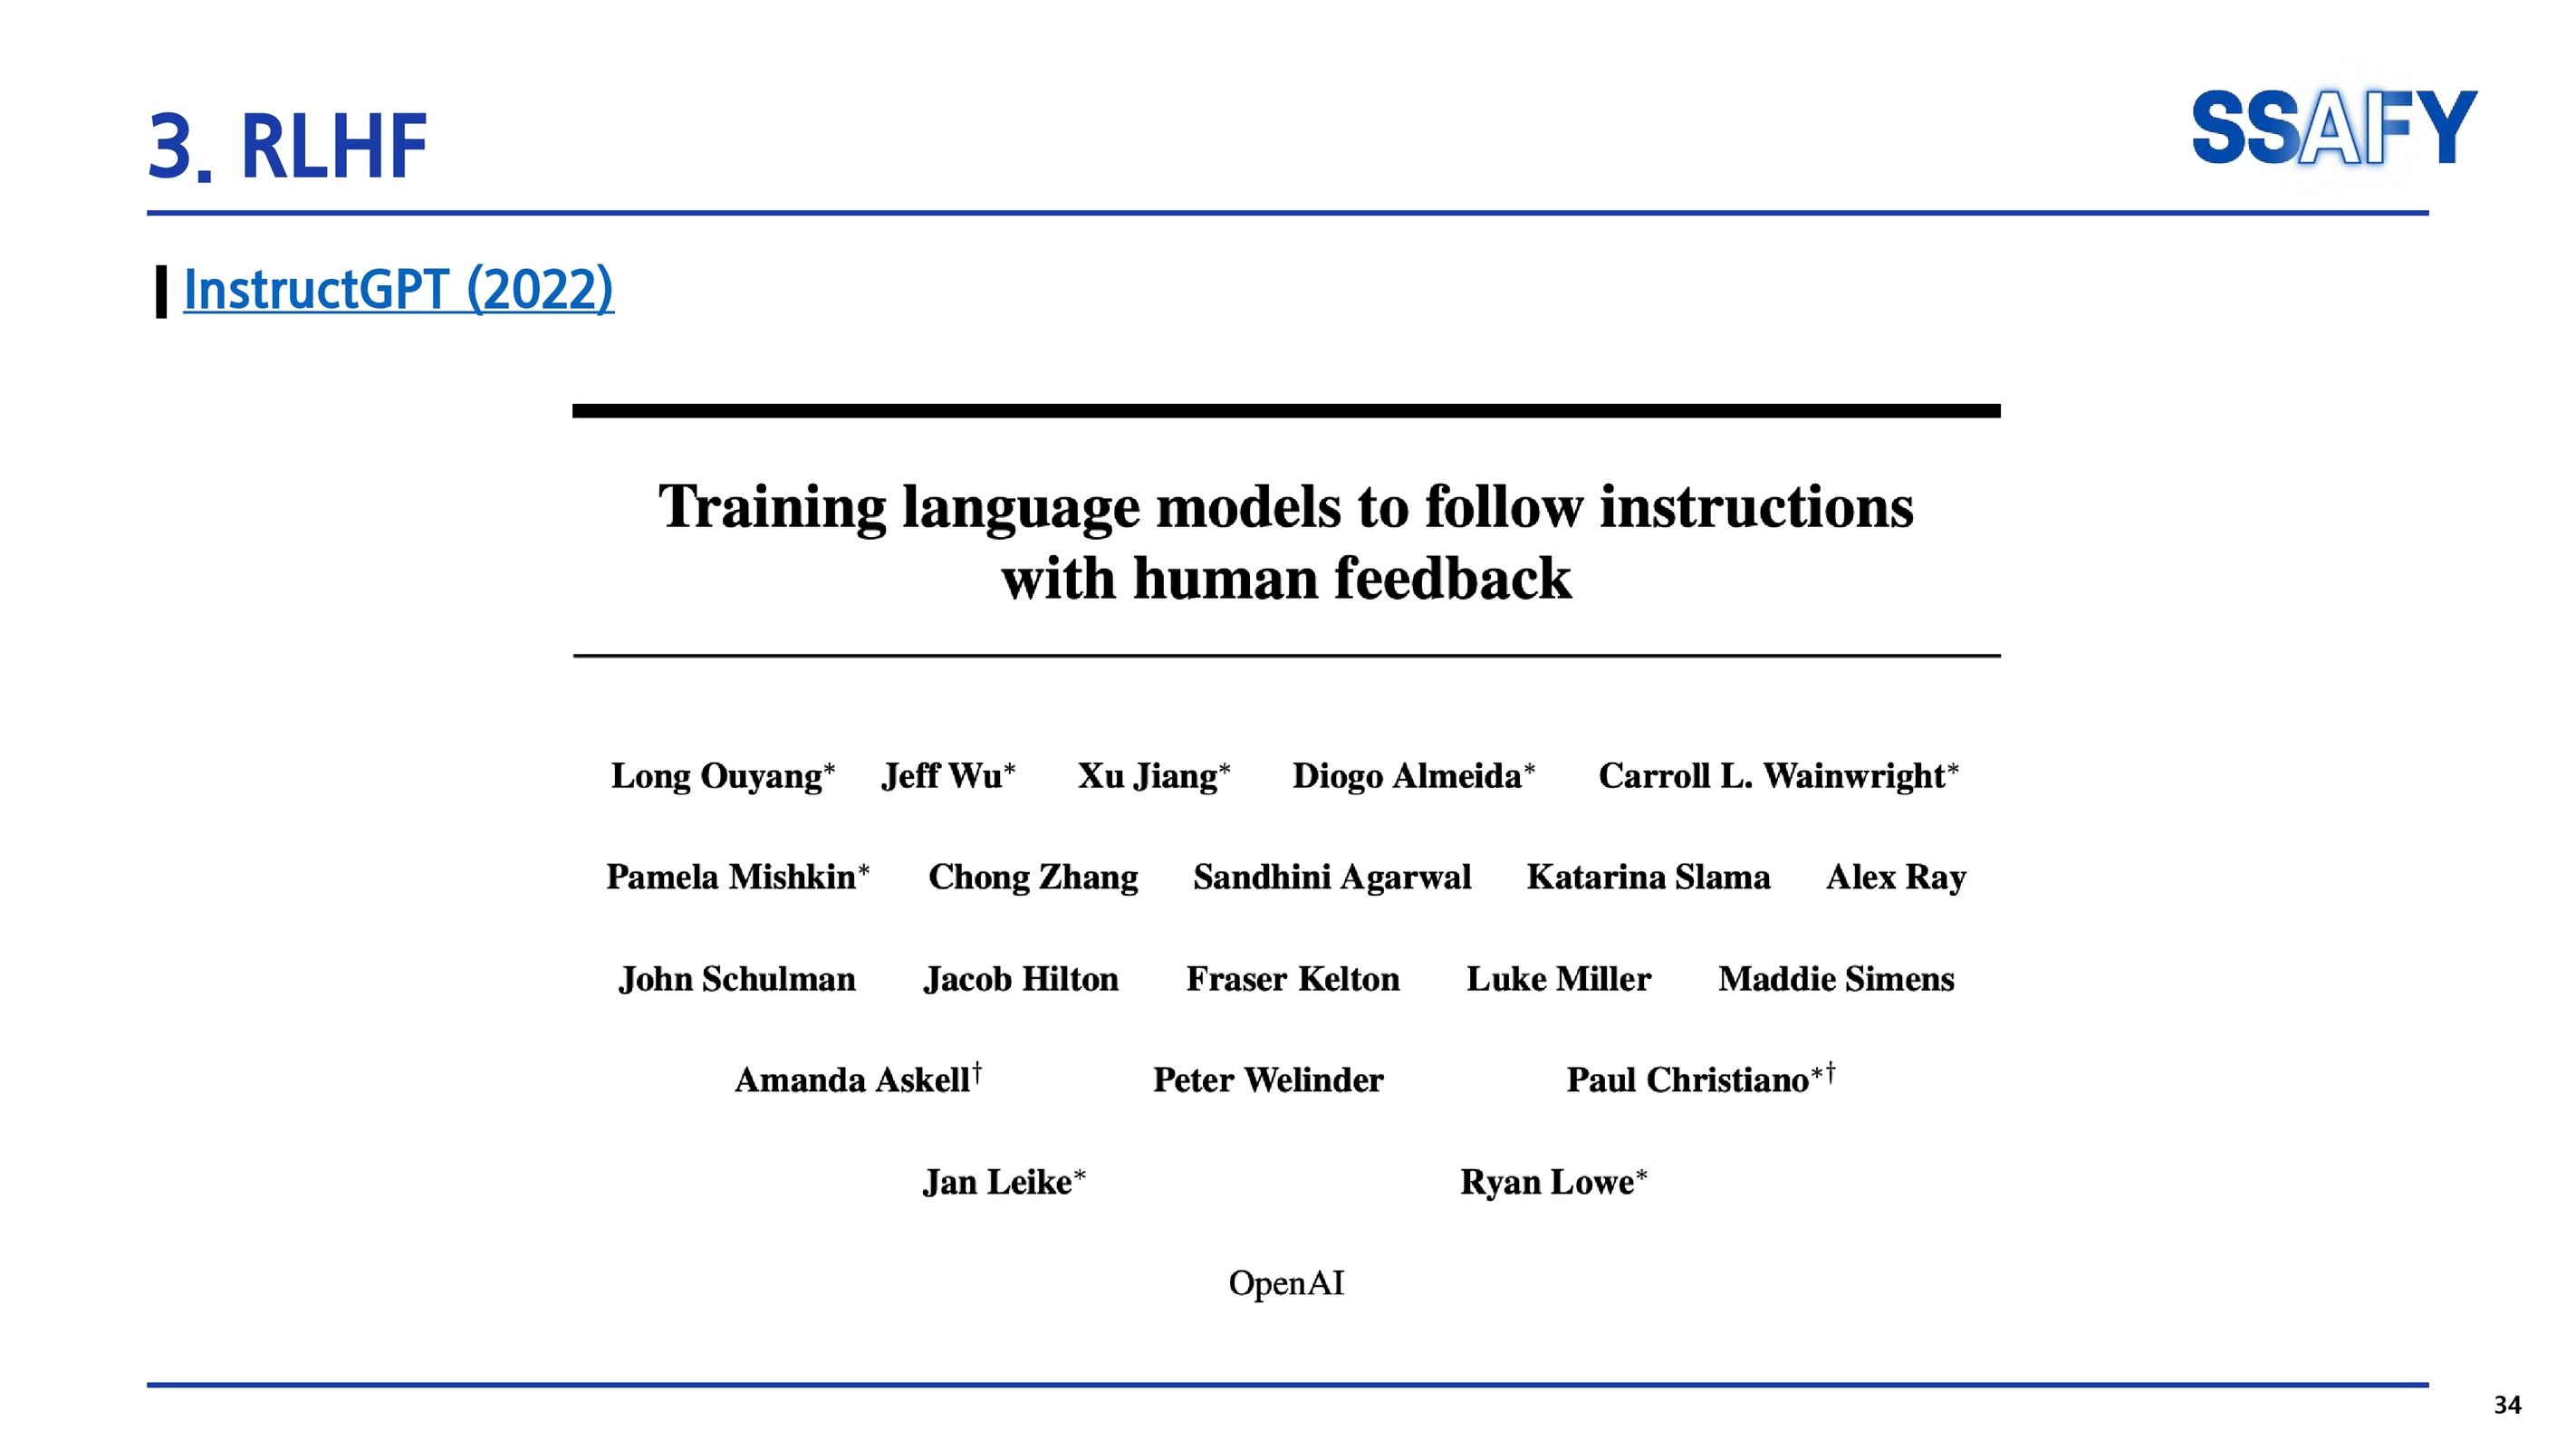 3. RLHF
SSAFY
InstructGPT (2022)
Training language models to follow instructions
with human feedback
Long Ouyang* Jeff Wu* Xu Jiang* Diogo Almeida* Carroll L. Wainwright*
Pamela Mishkin* Chong Zhang Sandhini Agarwal Katarina Slama Alex Ray
John Schulman Jacob Hilton Fraser Kelton Luke Miller Maddie Simens
Amanda Askell† Peter Welinder Paul Christiano*†
Jan Leike* Ryan Lowe*
OpenAI
34